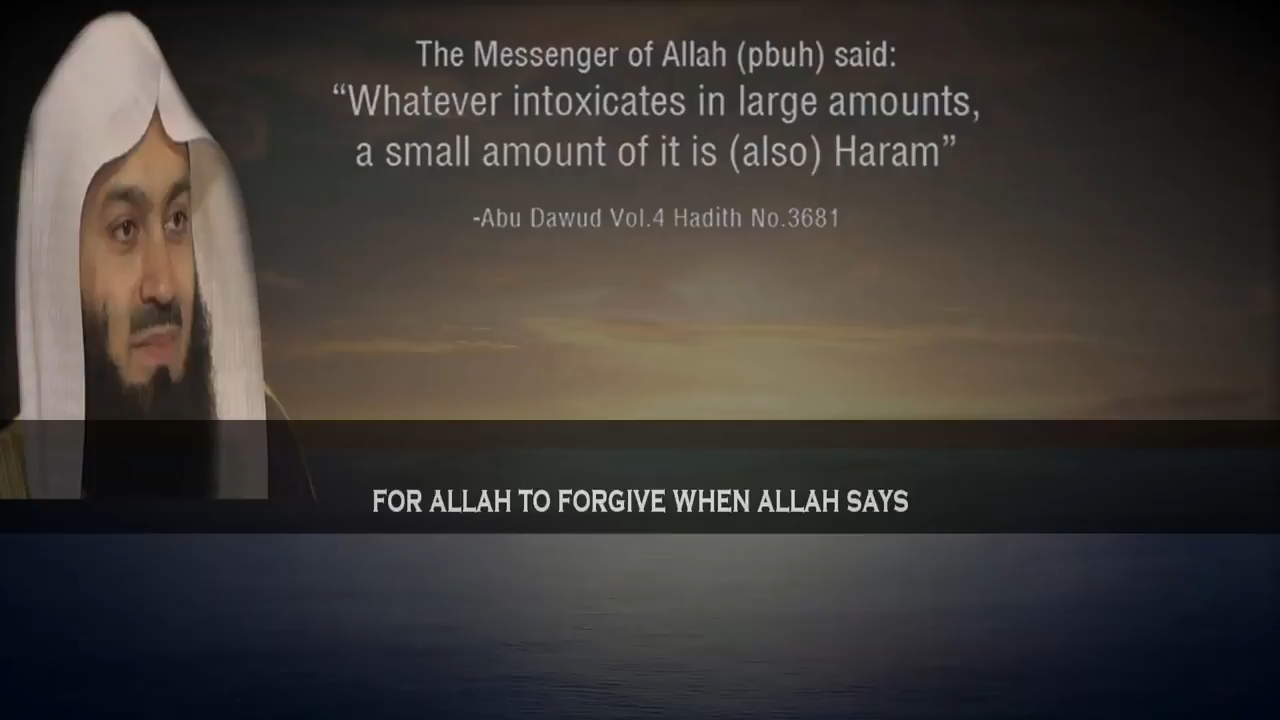 The Messenger of Allah (pbuh) said:
“Whatever intoxicates in large amounts,
a small amount of it is (also) Haram”
-Abu Dawud Vol.4 Hadith No.3681
FOR ALLAH TO FORGIVE WHEN ALLAH SAYS